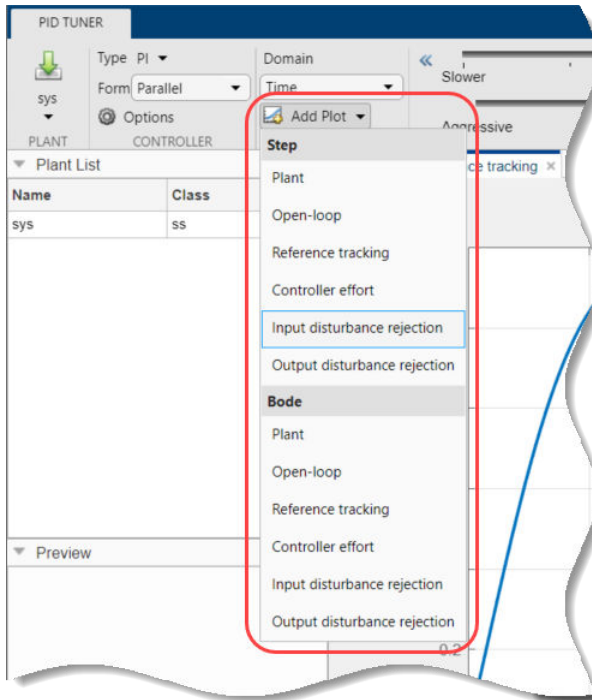 PID TUNER
Type PI
Domain
Slower
Form Parallel
Time
sys
Options
Add Plot
Aggressive
PLANT
CONTROLLER
Plant List
Step
ce tracking ×
Name
Class
Plant
sys
ss
Open-loop
Reference tracking
Controller effort
Input disturbance rejection
Output disturbance rejection
Bode
Plant
Open-loop
Reference tracking
Controller effort
Preview
Input disturbance rejection
Output disturbance rejection
0.2